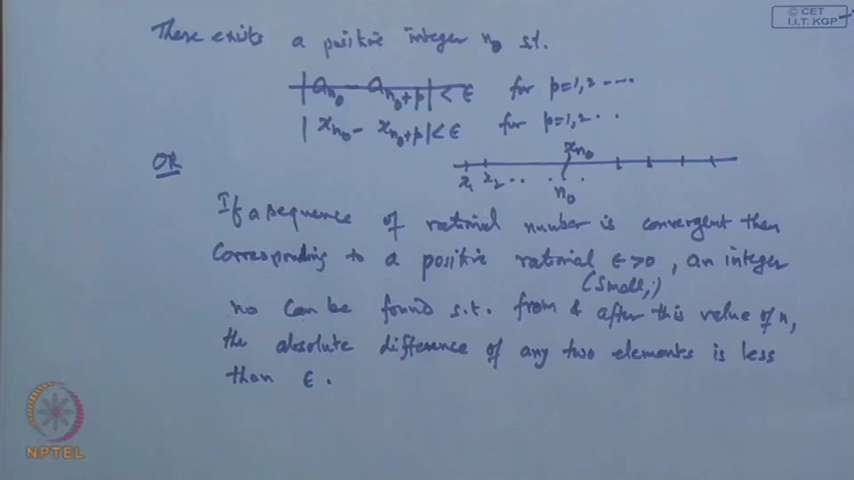 © CET
I.I.T. KGP
There exists a positive integer n₀ s.t.
|a_{n₀} - a_{n₀+p}| < ε for p=1,2 ....
|x_{n₀} - x_{n₀+p}| < ε for p=1,2 ..
OR
x_{n₀}
x₁ x₂ ... n₀
If a sequence of rational number is convergent then
Corresponding to a positive rational ε>0, an integer
(small,)
n₀ can be found s.t. from & after this value of n,
the absolute difference of any two elements is less
than ε.
NPTEL